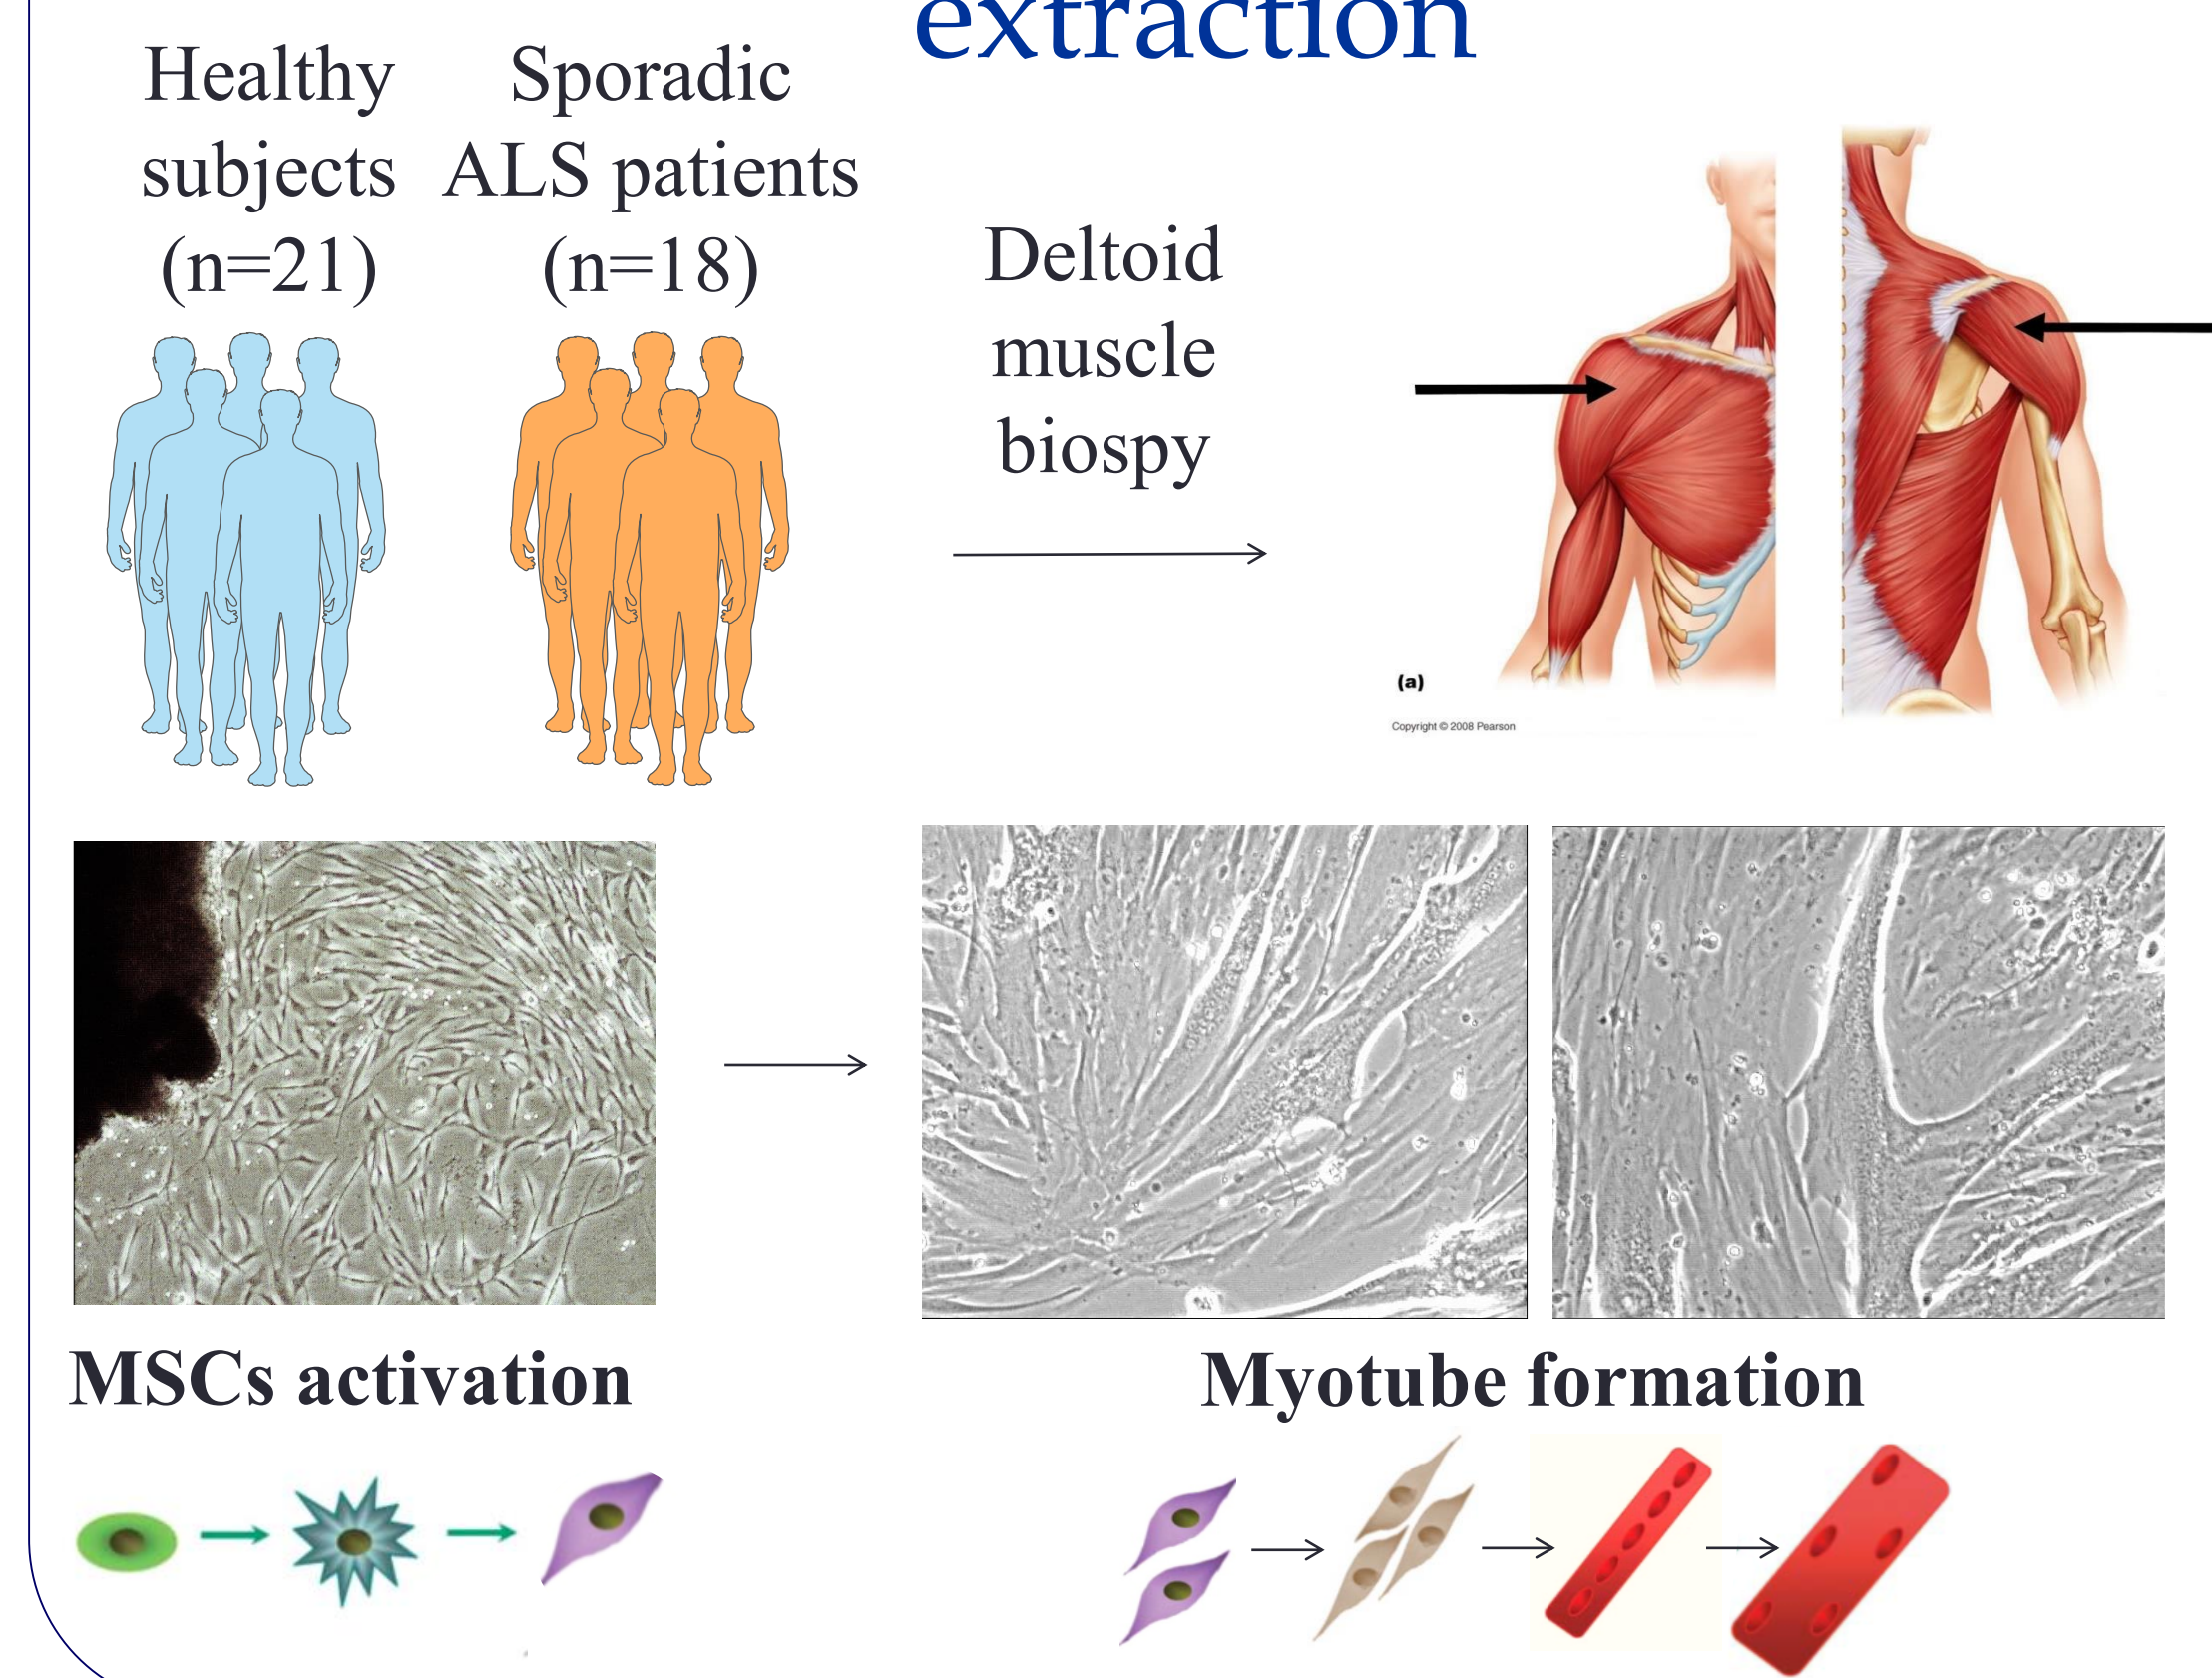 extraction
Healthy
subjects
(n=21)
Sporadic
ALS patients
(n=18)
Deltoid
muscle
biospy
(a)
Copyright © 2008 Pearson
MSCs activation
Myotube formation